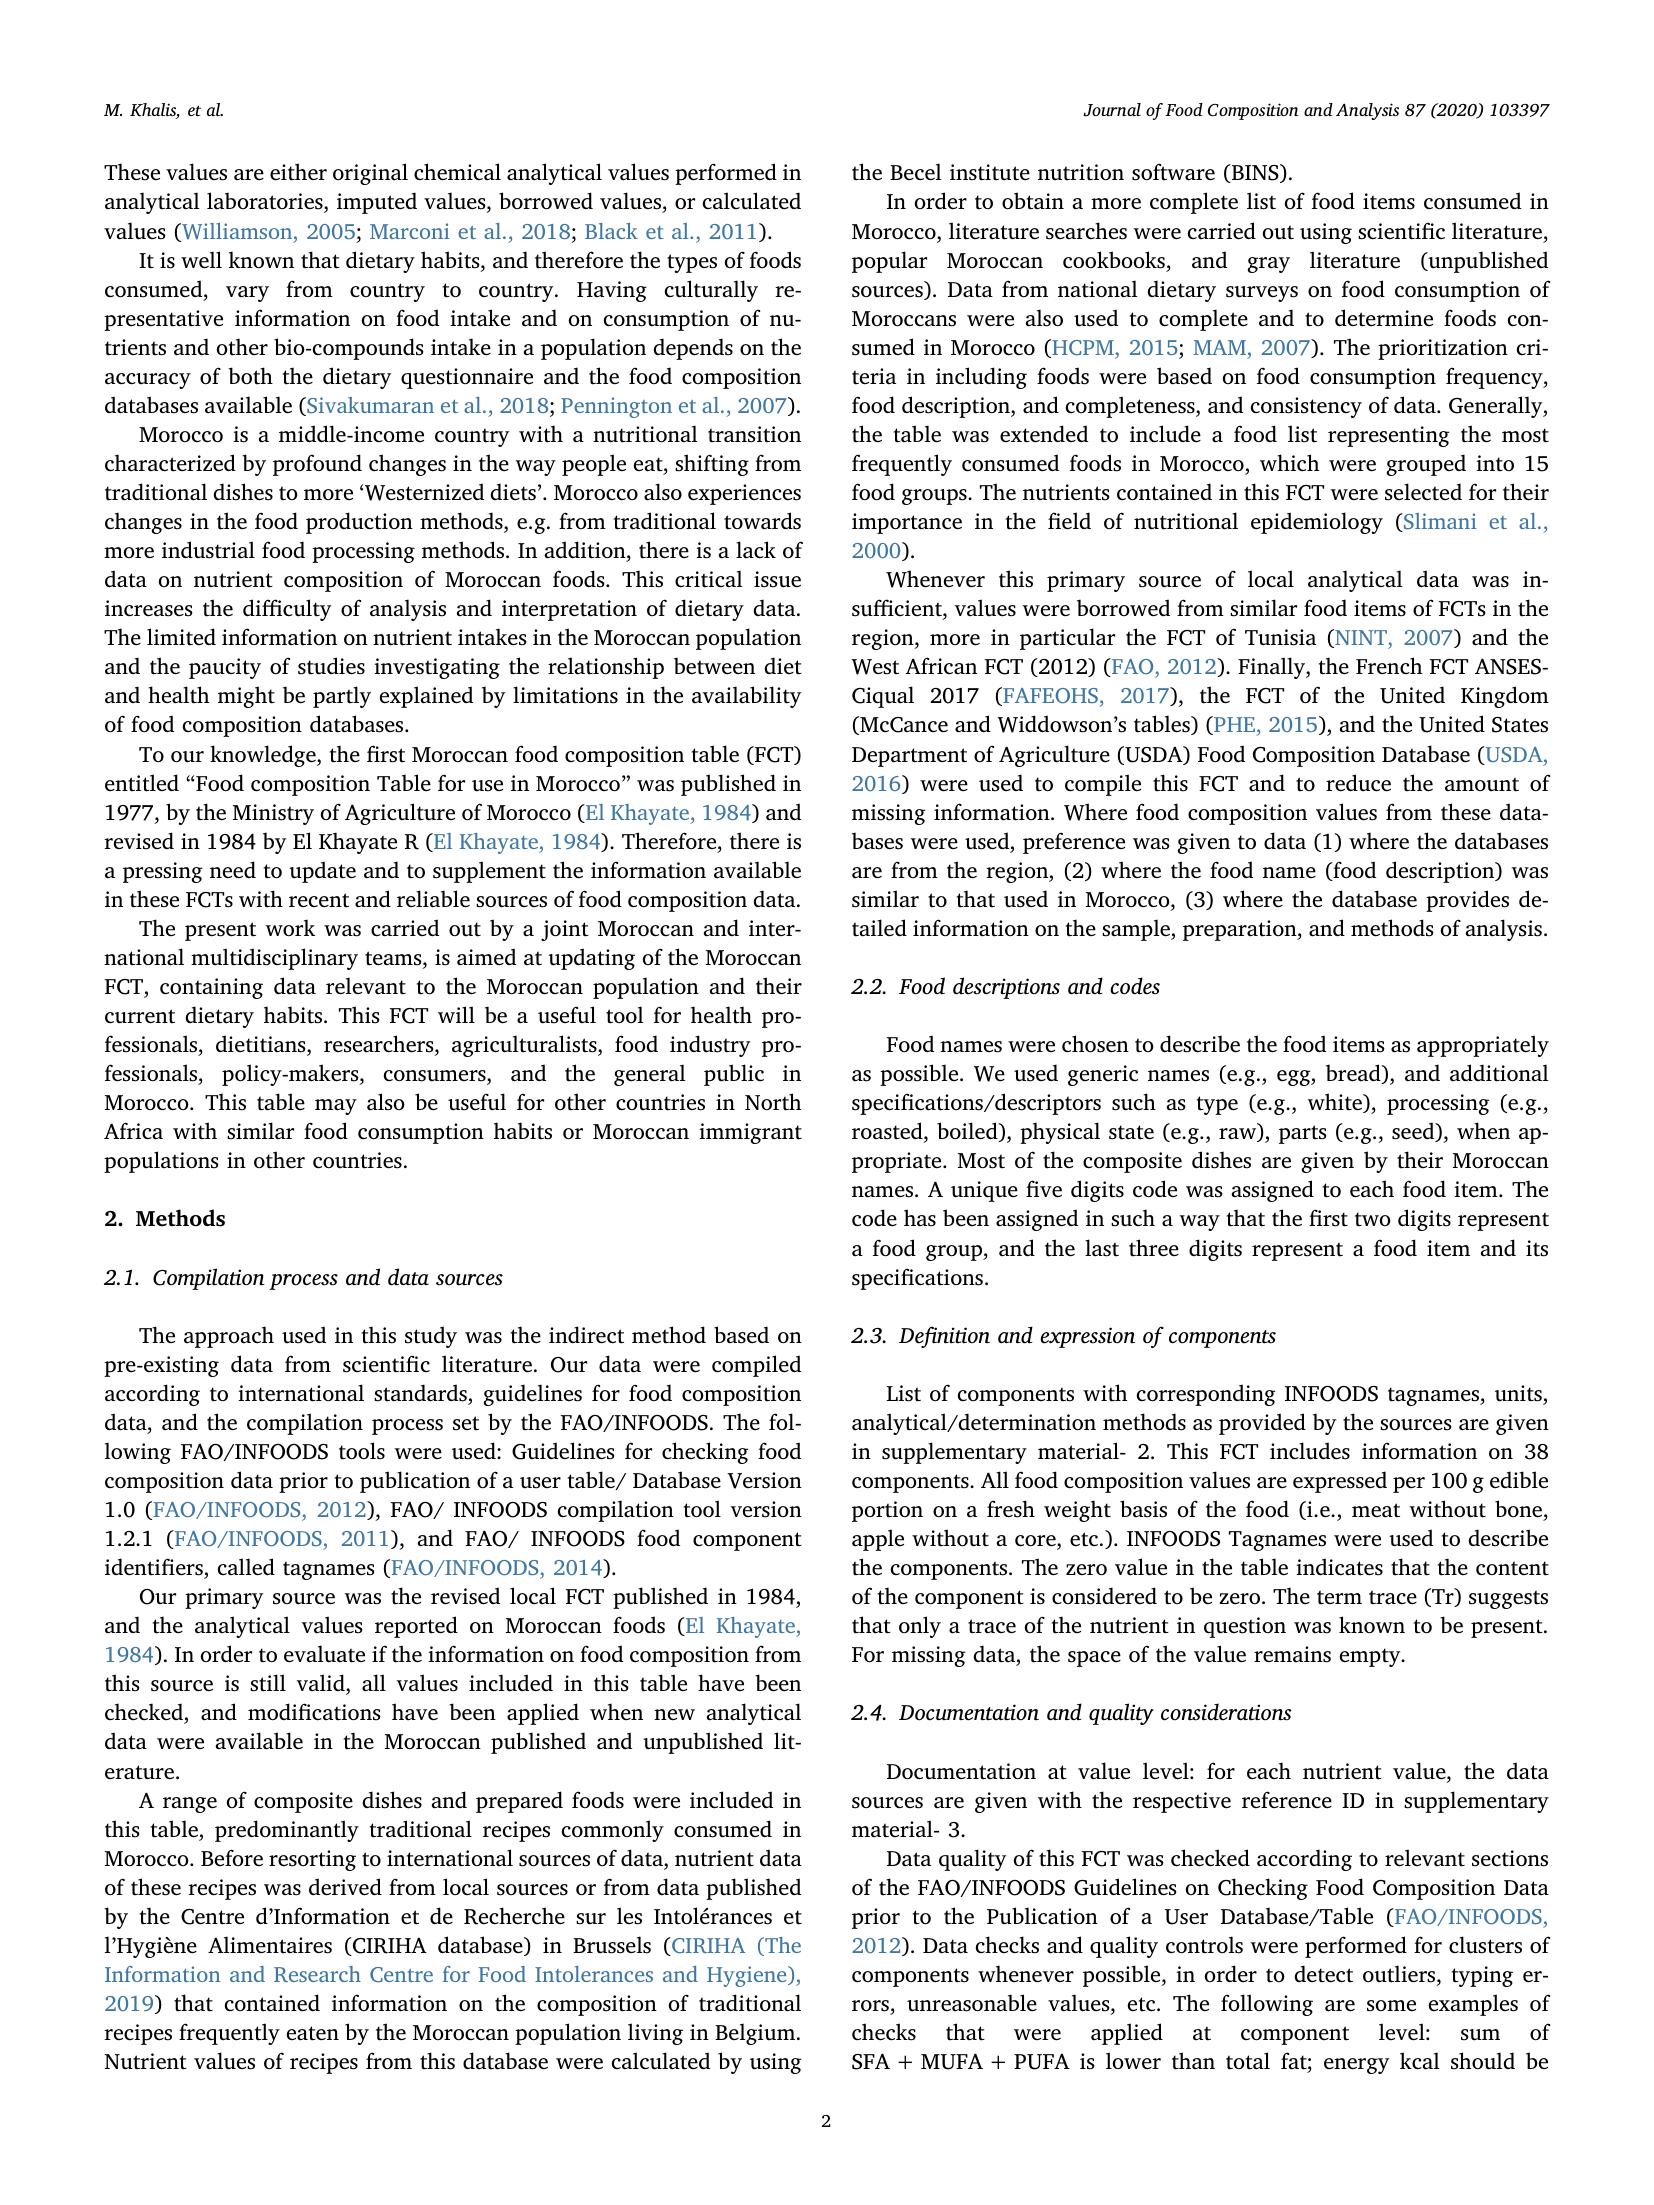 M. Khalis, et al.
Journal of Food Composition and Analysis 87 (2020) 103397
These values are either original chemical analytical values performed in
analytical laboratories, imputed values, borrowed values, or calculated
values (Williamson, 2005; Marconi et al., 2018; Black et al., 2011).
It is well known that dietary habits, and therefore the types of foods
consumed, vary from country to country. Having culturally re-
presentative information on food intake and on consumption of nu-
trients and other bio-compounds intake in a population depends on the
accuracy of both the dietary questionnaire and the food composition
databases available (Sivakumaran et al., 2018; Pennington et al., 2007).
Morocco is a middle-income country with a nutritional transition
characterized by profound changes in the way people eat, shifting from
traditional dishes to more ‘Westernized diets’. Morocco also experiences
changes in the food production methods, e.g. from traditional towards
more industrial food processing methods. In addition, there is a lack of
data on nutrient composition of Moroccan foods. This critical issue
increases the difficulty of analysis and interpretation of dietary data.
The limited information on nutrient intakes in the Moroccan population
and the paucity of studies investigating the relationship between diet
and health might be partly explained by limitations in the availability
of food composition databases.
To our knowledge, the first Moroccan food composition table (FCT)
entitled “Food composition Table for use in Morocco” was published in
1977, by the Ministry of Agriculture of Morocco (El Khayate, 1984) and
revised in 1984 by El Khayate R (El Khayate, 1984). Therefore, there is
a pressing need to update and to supplement the information available
in these FCTs with recent and reliable sources of food composition data.
The present work was carried out by a joint Moroccan and inter-
national multidisciplinary teams, is aimed at updating of the Moroccan
FCT, containing data relevant to the Moroccan population and their
current dietary habits. This FCT will be a useful tool for health pro-
fessionals, dietitians, researchers, agriculturalists, food industry pro-
fessionals, policy-makers, consumers, and the general public in
Morocco. This table may also be useful for other countries in North
Africa with similar food consumption habits or Moroccan immigrant
populations in other countries.
2. Methods
2.1. Compilation process and data sources
The approach used in this study was the indirect method based on
pre-existing data from scientific literature. Our data were compiled
according to international standards, guidelines for food composition
data, and the compilation process set by the FAO/INFOODS. The fol-
lowing FAO/INFOODS tools were used: Guidelines for checking food
composition data prior to publication of a user table/ Database Version
1.0 (FAO/INFOODS, 2012), FAO/ INFOODS compilation tool version
1.2.1 (FAO/INFOODS, 2011), and FAO/ INFOODS food component
identifiers, called tagnames (FAO/INFOODS, 2014).
Our primary source was the revised local FCT published in 1984,
and the analytical values reported on Moroccan foods (El Khayate,
1984). In order to evaluate if the information on food composition from
this source is still valid, all values included in this table have been
checked, and modifications have been applied when new analytical
data were available in the Moroccan published and unpublished lit-
erature.
A range of composite dishes and prepared foods were included in
this table, predominantly traditional recipes commonly consumed in
Morocco. Before resorting to international sources of data, nutrient data
of these recipes was derived from local sources or from data published
by the Centre d’Information et de Recherche sur les Intolérances et
l’Hygiène Alimentaires (CIRIHA database) in Brussels (CIRIHA (The
Information and Research Centre for Food Intolerances and Hygiene),
2019) that contained information on the composition of traditional
recipes frequently eaten by the Moroccan population living in Belgium.
Nutrient values of recipes from this database were calculated by using
the Becel institute nutrition software (BINS).
In order to obtain a more complete list of food items consumed in
Morocco, literature searches were carried out using scientific literature,
popular Moroccan cookbooks, and gray literature (unpublished
sources). Data from national dietary surveys on food consumption of
Moroccans were also used to complete and to determine foods con-
sumed in Morocco (HCPM, 2015; MAM, 2007). The prioritization cri-
teria in including foods were based on food consumption frequency,
food description, and completeness, and consistency of data. Generally,
the table was extended to include a food list representing the most
frequently consumed foods in Morocco, which were grouped into 15
food groups. The nutrients contained in this FCT were selected for their
importance in the field of nutritional epidemiology (Slimani et al.,
2000).
Whenever this primary source of local analytical data was in-
sufficient, values were borrowed from similar food items of FCTs in the
region, more in particular the FCT of Tunisia (NINT, 2007) and the
West African FCT (2012) (FAO, 2012). Finally, the French FCT ANSES-
Ciqual 2017 (FAFEOHS, 2017), the FCT of the United Kingdom
(McCance and Widdowson’s tables) (PHE, 2015), and the United States
Department of Agriculture (USDA) Food Composition Database (USDA,
2016) were used to compile this FCT and to reduce the amount of
missing information. Where food composition values from these data-
bases were used, preference was given to data (1) where the databases
are from the region, (2) where the food name (food description) was
similar to that used in Morocco, (3) where the database provides de-
tailed information on the sample, preparation, and methods of analysis.
2.2. Food descriptions and codes
Food names were chosen to describe the food items as appropriately
as possible. We used generic names (e.g., egg, bread), and additional
specifications/descriptors such as type (e.g., white), processing (e.g.,
roasted, boiled), physical state (e.g., raw), parts (e.g., seed), when ap-
propriate. Most of the composite dishes are given by their Moroccan
names. A unique five digits code was assigned to each food item. The
code has been assigned in such a way that the first two digits represent
a food group, and the last three digits represent a food item and its
specifications.
2.3. Definition and expression of components
List of components with corresponding INFOODS tagnames, units,
analytical/determination methods as provided by the sources are given
in supplementary material- 2. This FCT includes information on 38
components. All food composition values are expressed per 100 g edible
portion on a fresh weight basis of the food (i.e., meat without bone,
apple without a core, etc.). INFOODS Tagnames were used to describe
the components. The zero value in the table indicates that the content
of the component is considered to be zero. The term trace (Tr) suggests
that only a trace of the nutrient in question was known to be present.
For missing data, the space of the value remains empty.
2.4. Documentation and quality considerations
Documentation at value level: for each nutrient value, the data
sources are given with the respective reference ID in supplementary
material- 3.
Data quality of this FCT was checked according to relevant sections
of the FAO/INFOODS Guidelines on Checking Food Composition Data
prior to the Publication of a User Database/Table (FAO/INFOODS,
2012). Data checks and quality controls were performed for clusters of
components whenever possible, in order to detect outliers, typing er-
rors, unreasonable values, etc. The following are some examples of
checks that were applied at component level: sum of
SFA + MUFA + PUFA is lower than total fat; energy kcal should be
2